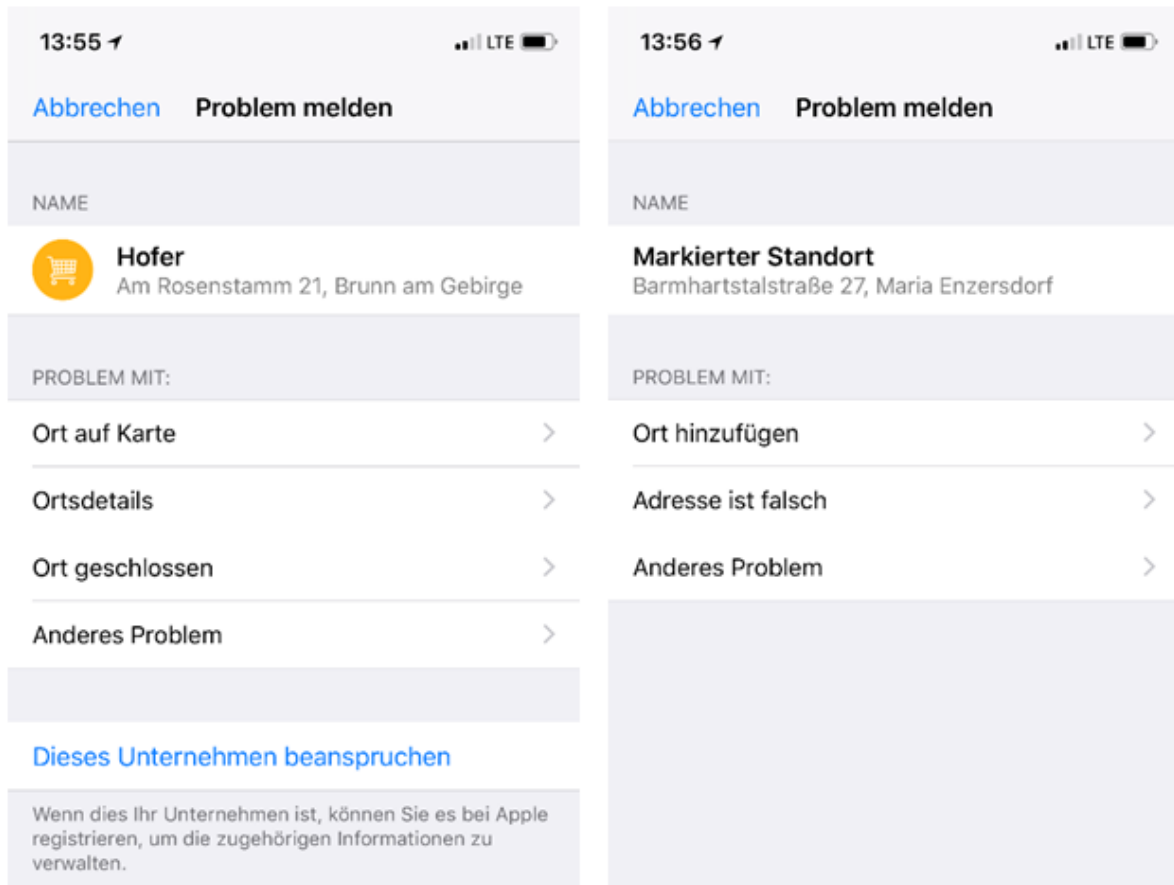 13:55
LTE
Abbrechen Problem melden
NAME
Hofer
Am Rosenstamm 21, Brunn am Gebirge
PROBLEM MIT:
Ort auf Karte
Ortsdetails
Ort geschlossen
Anderes Problem
Dieses Unternehmen beanspruchen
Wenn dies Ihr Unternehmen ist, können Sie es bei Apple
registrieren, um die zugehörigen Informationen zu
verwalten.
13:56
LTE
Abbrechen Problem melden
NAME
Markierter Standort
Barmhartstalstraße 27, Maria Enzersdorf
PROBLEM MIT:
Ort hinzufügen
Adresse ist falsch
Anderes Problem